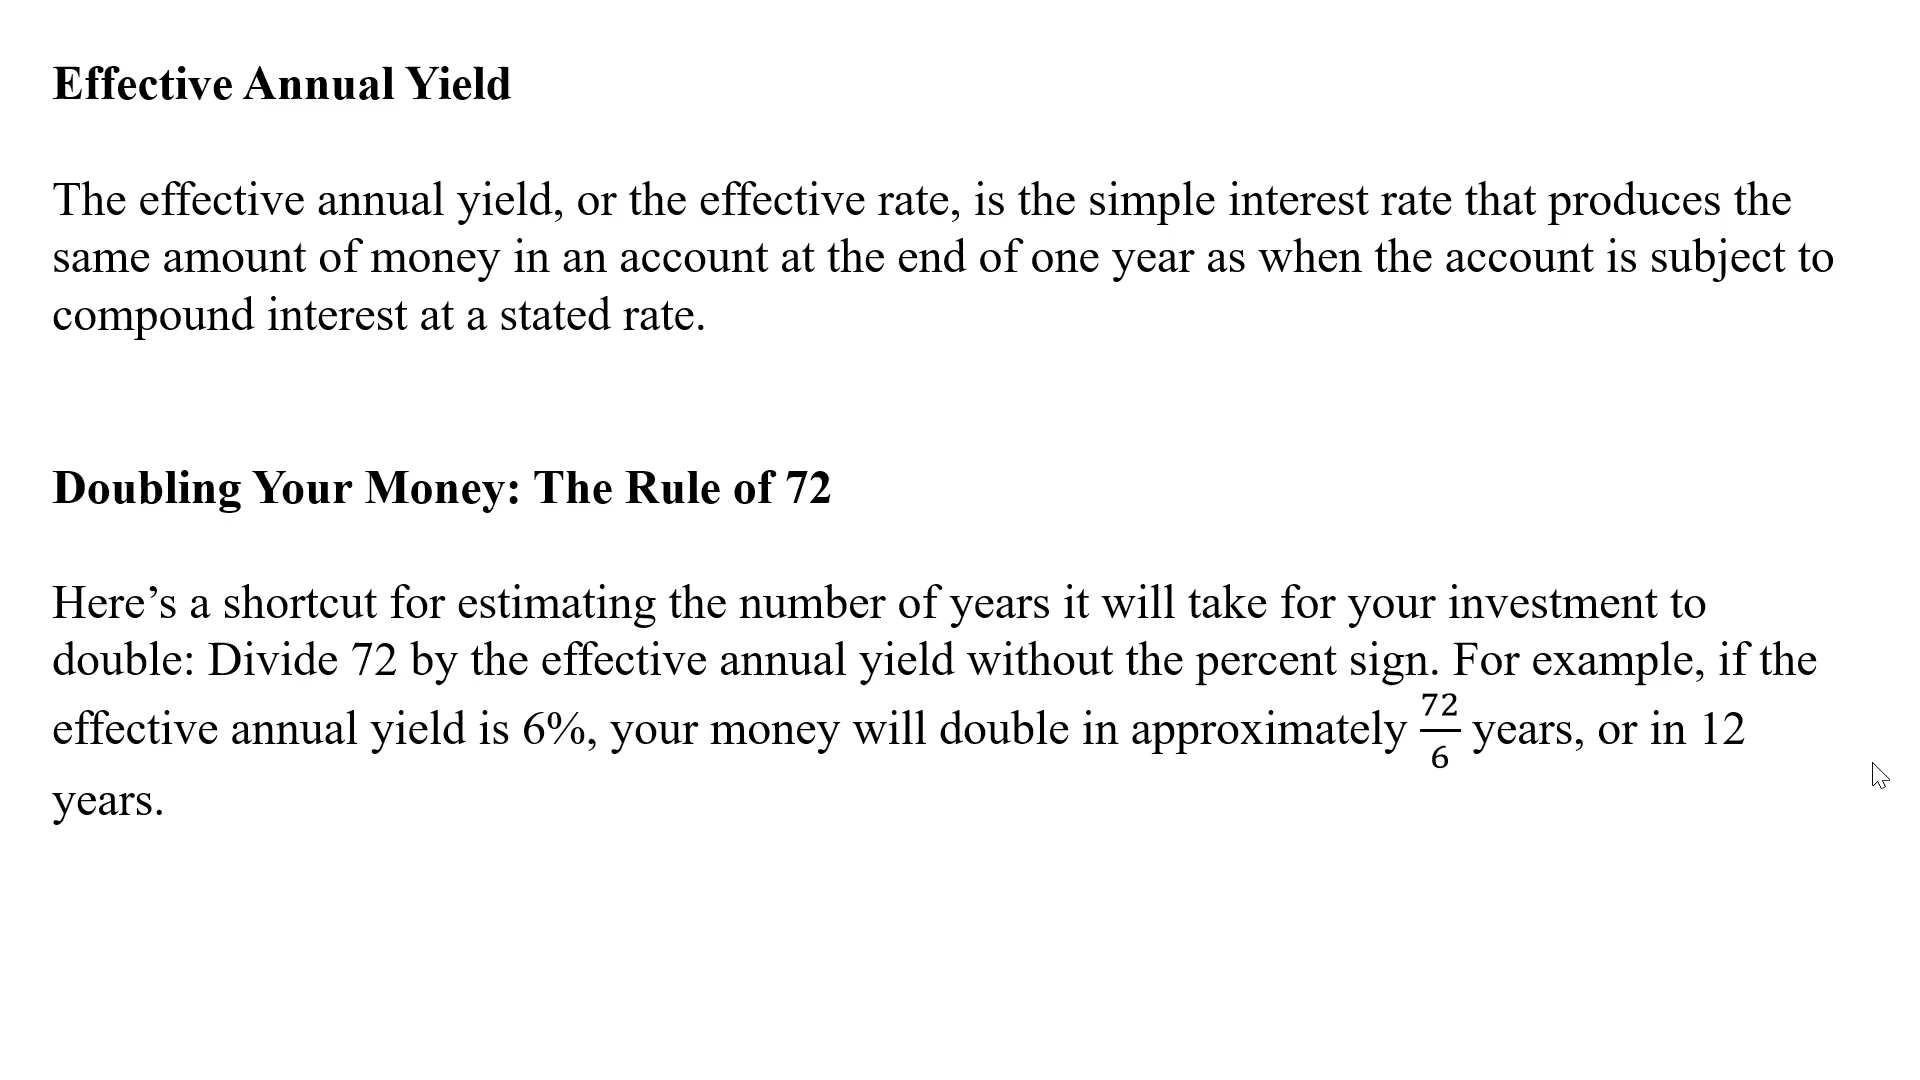 Effective Annual Yield
The effective annual yield, or the effective rate, is the simple interest rate that produces the
same amount of money in an account at the end of one year as when the account is subject to
compound interest at a stated rate.
Doubling Your Money: The Rule of 72
Here’s a shortcut for estimating the number of years it will take for your investment to
double: Divide 72 by the effective annual yield without the percent sign. For example, if the
effective annual yield is 6%, your money will double in approximately 72/6 years, or in 12
years.